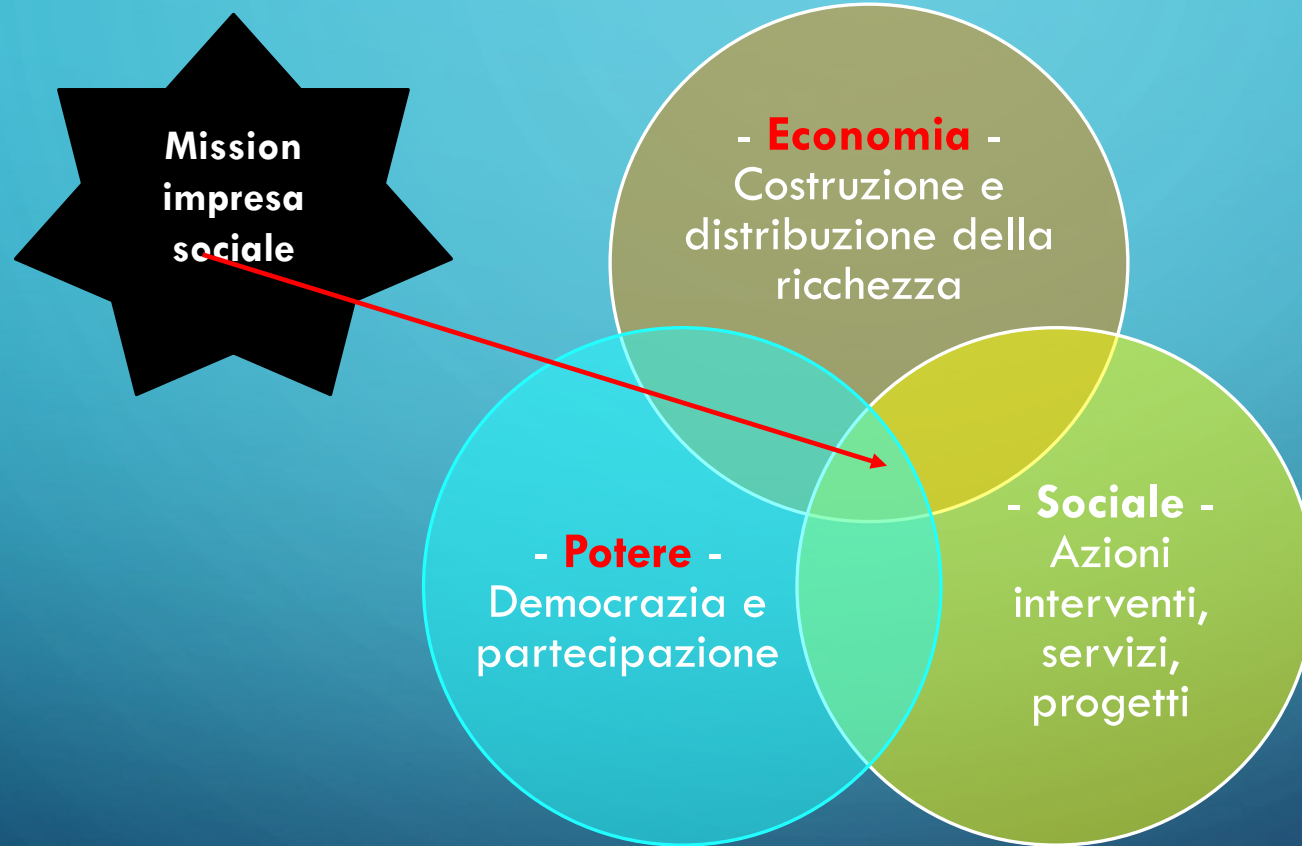 Mission
impresa
sociale
- Economia -
Costruzione e
distribuzione della
ricchezza
- Potere -
Democrazia e
partecipazione
- Sociale -
Azioni
interventi,
servizi,
progetti